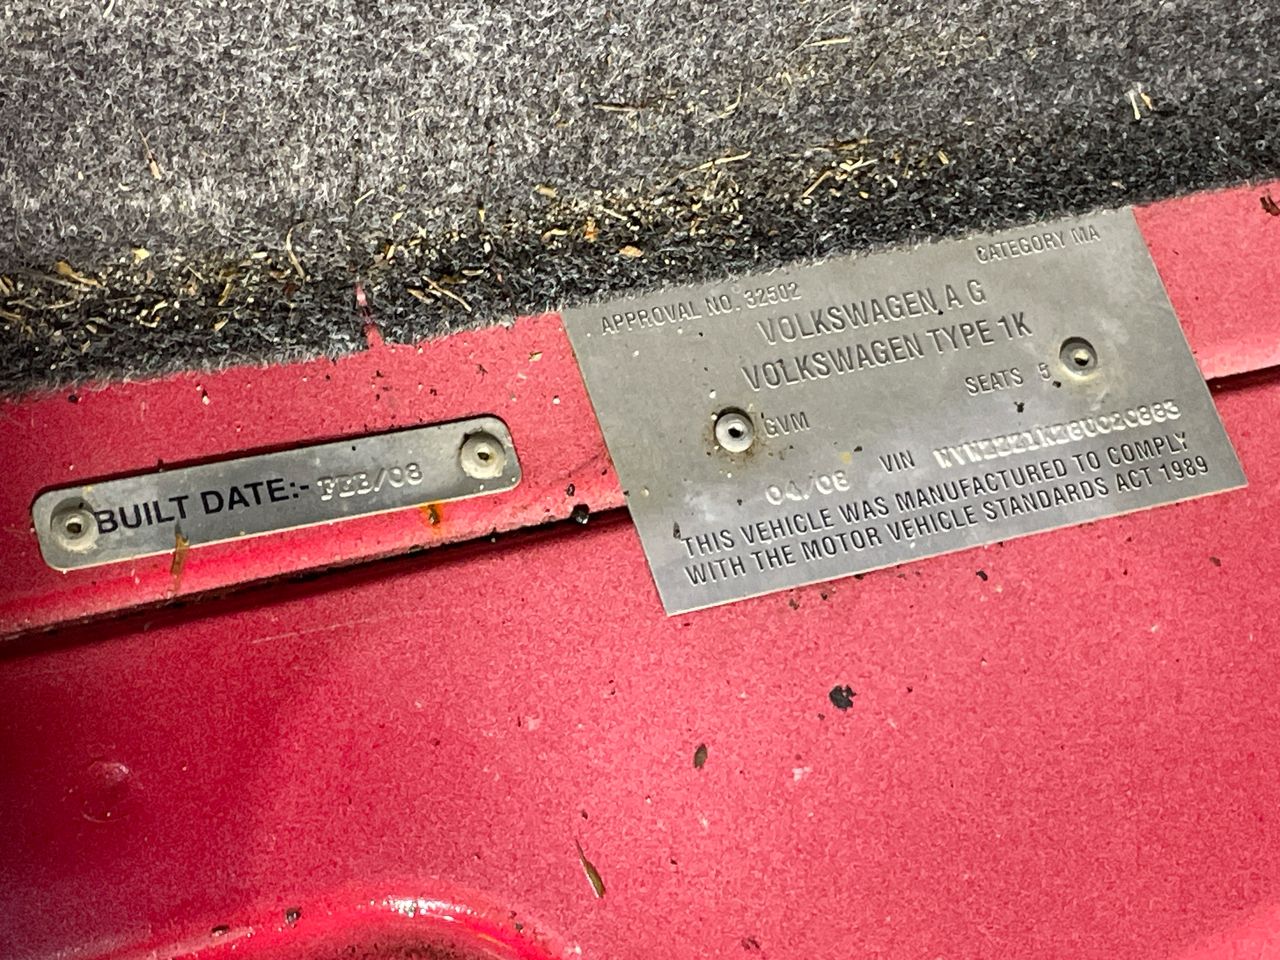 BUILT DATE:- FEB/08
APPROVAL NO. 32502 CATEGORY MA
VOLKSWAGEN A G
VOLKSWAGEN TYPE 1K
SEATS 5
GVM
04/08 VIN
THIS VEHICLE WAS MANUFACTURED TO COMPLY
WITH THE MOTOR VEHICLE STANDARDS ACT 1989